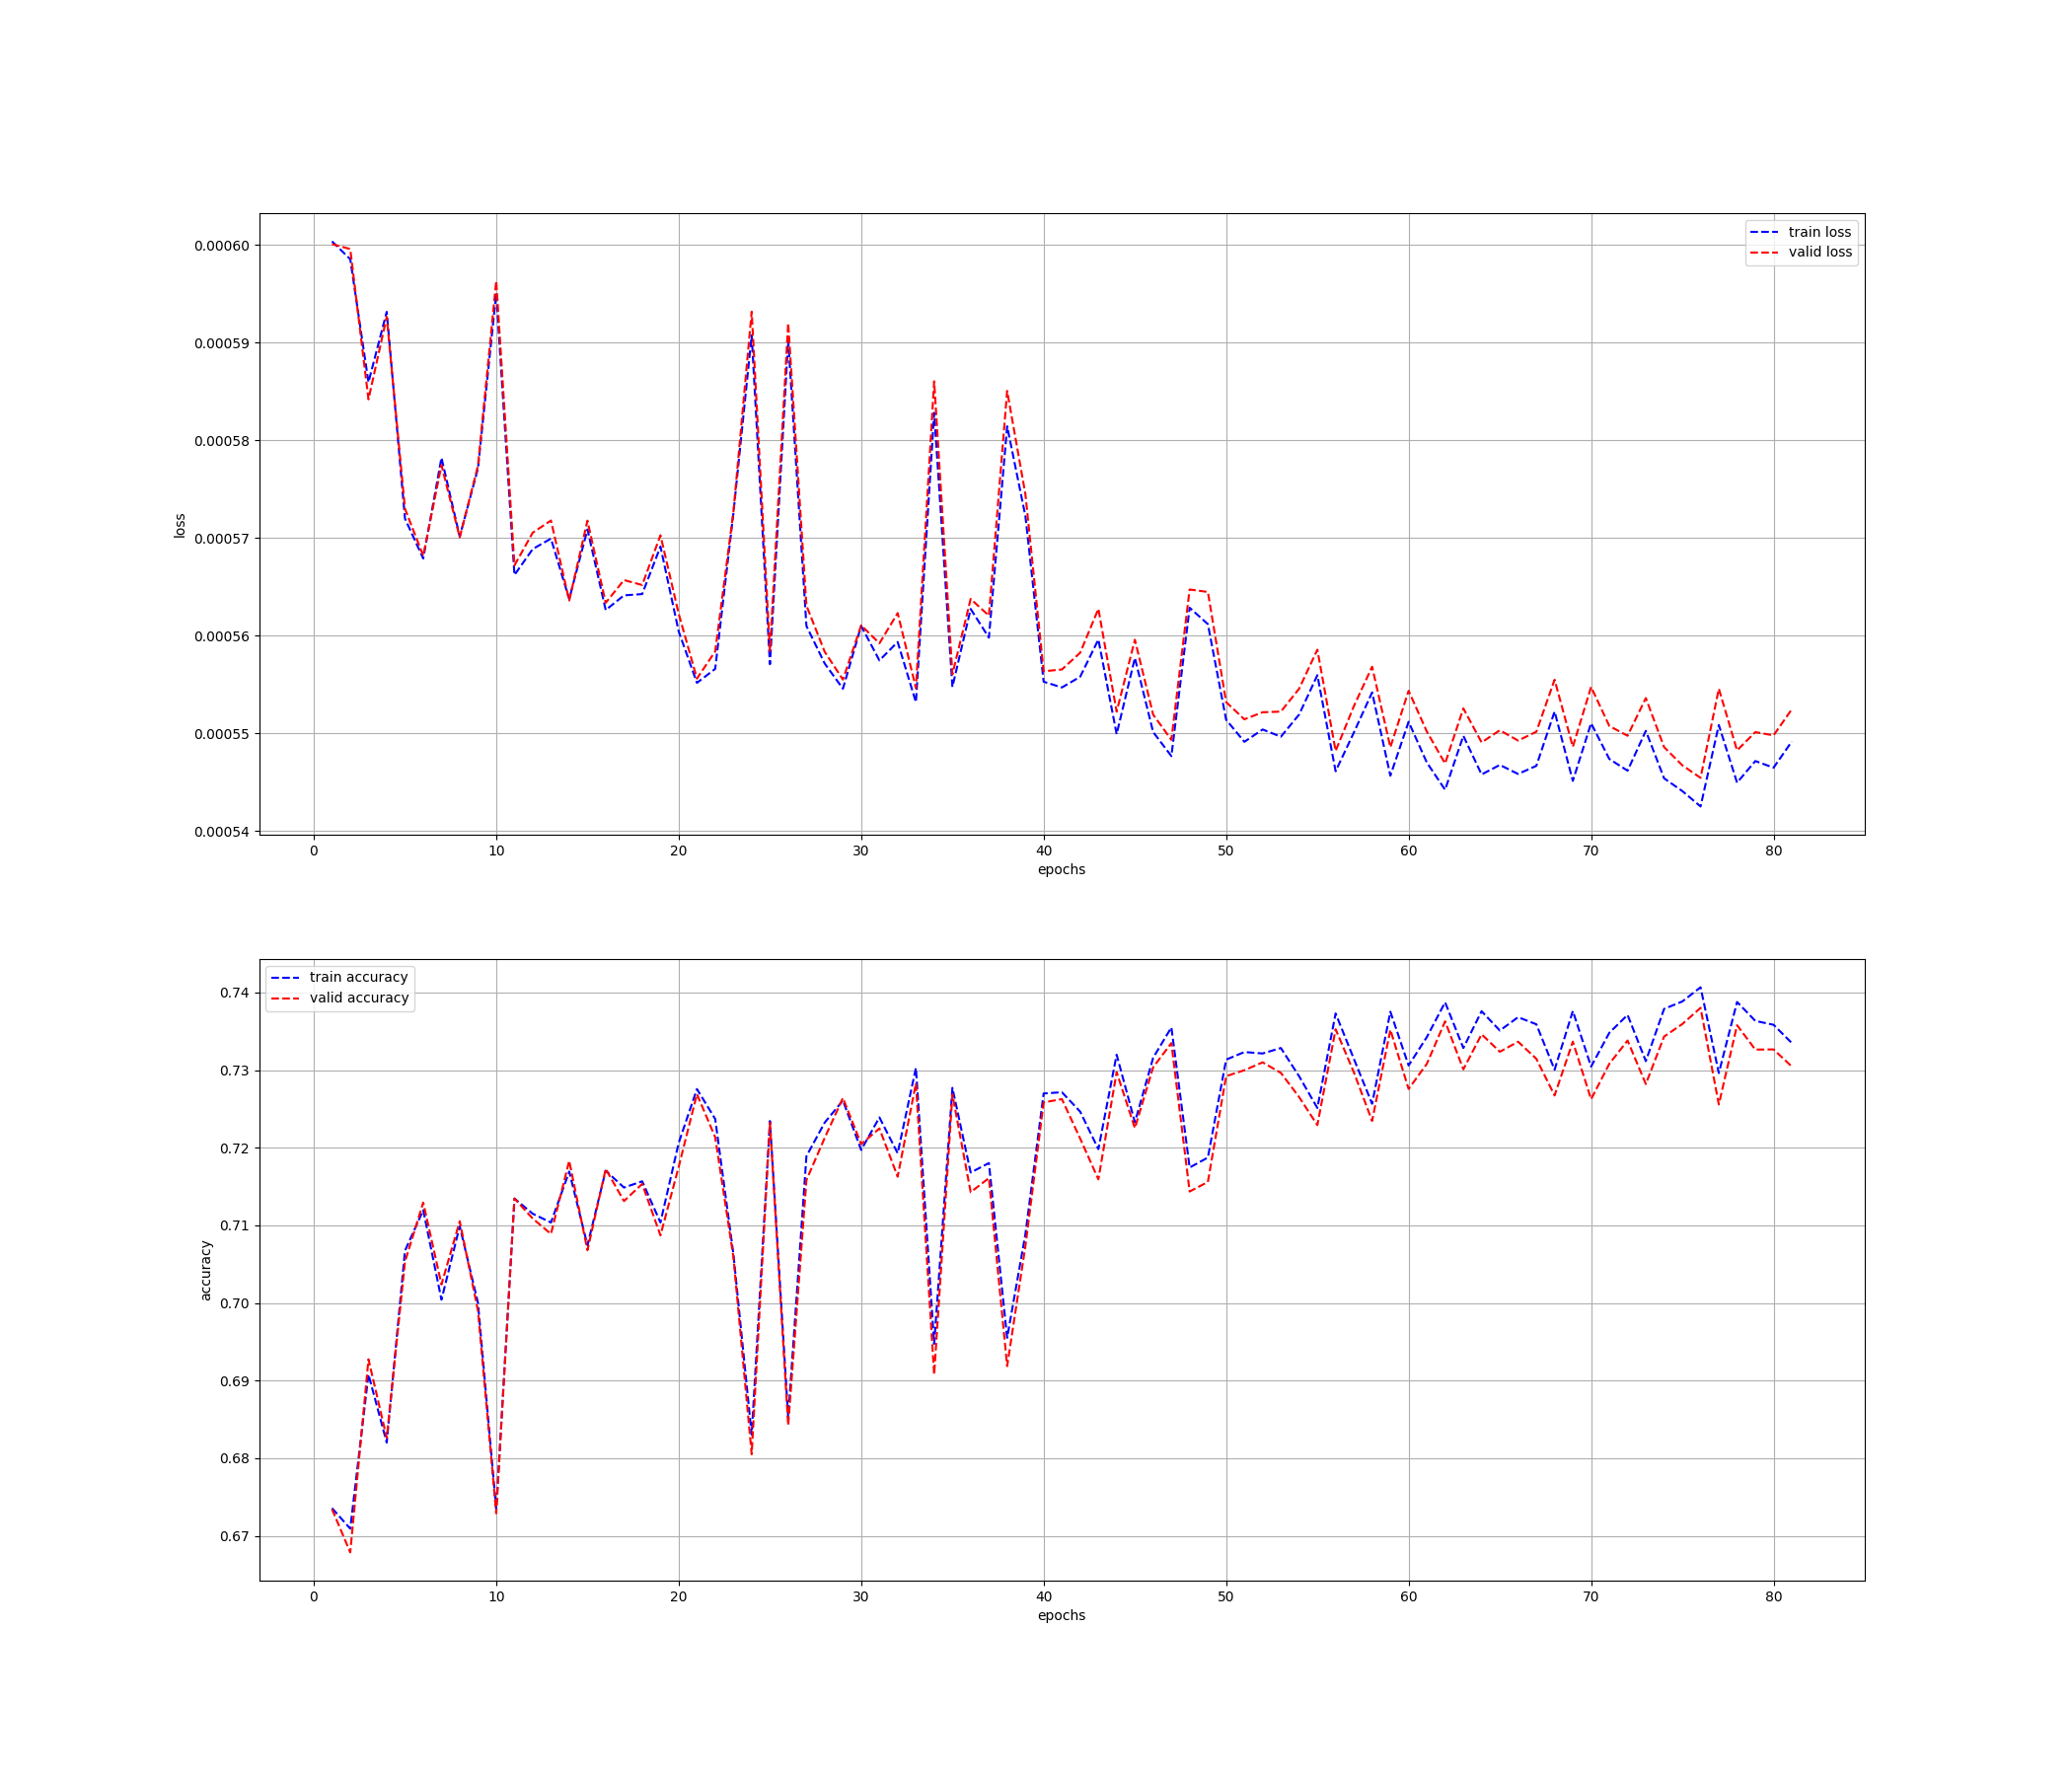 train loss
valid loss
0.00060
0.00059
0.00058
0.00057
0.00056
0.00055
0.00054
loss
0 10 20 30 40 50 60 70 80
epochs
train accuracy
valid accuracy
0.74
0.73
0.72
0.71
0.70
0.69
0.68
0.67
accuracy
0 10 20 30 40 50 60 70 80
epochs